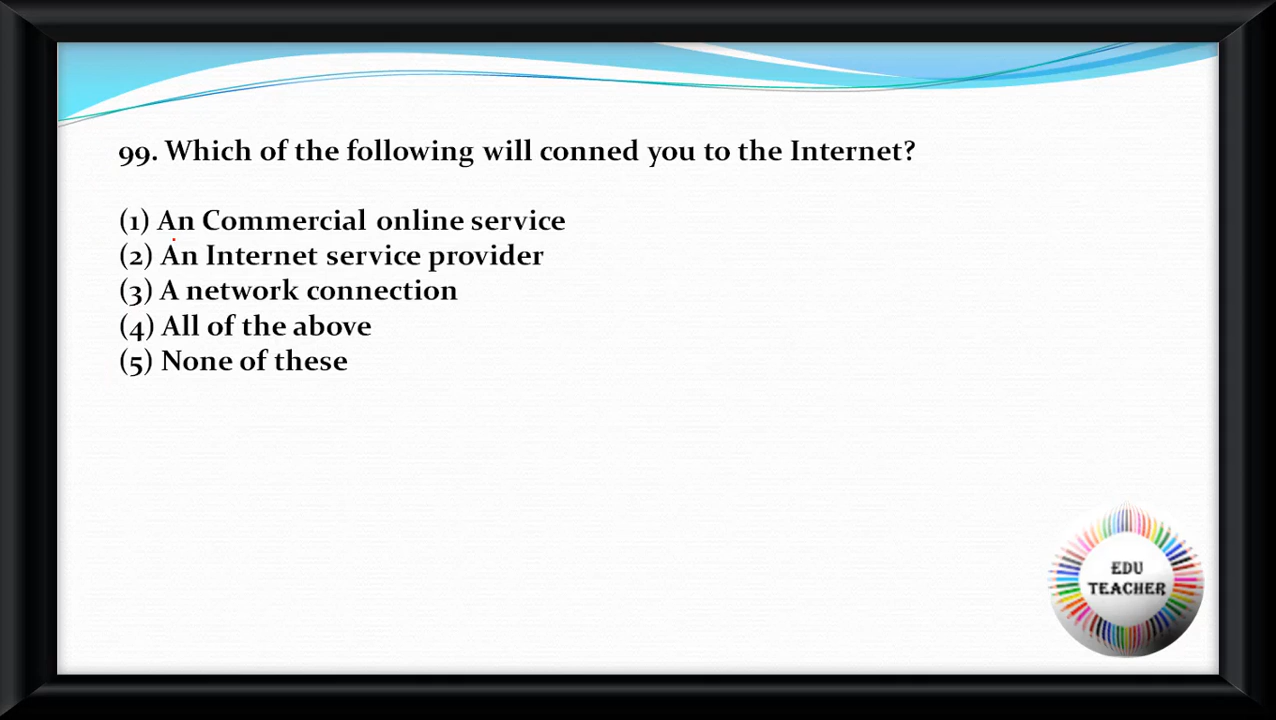 99. Which of the following will conned you to the Internet?
(1) An Commercial online service
(2) An Internet service provider
(3) A network connection
(4) All of the above
(5) None of these
EDU
TEACHER